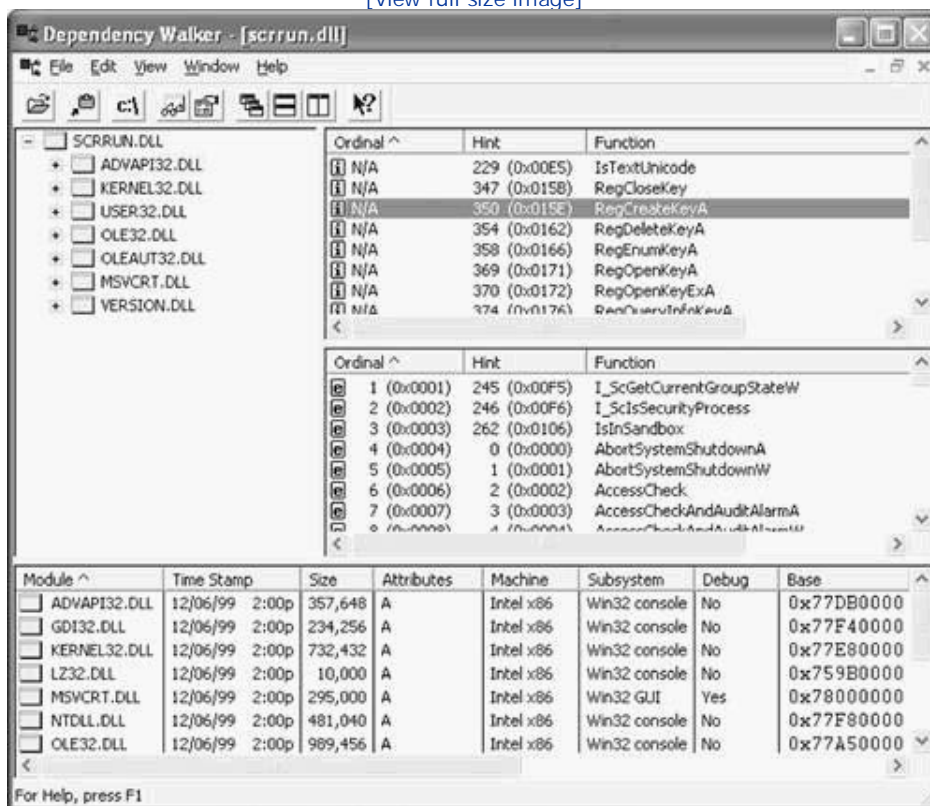 [View full size image]
Dependency Walker - [scrrun.dll]
File Edit View Window Help
c:\
SCRRUN.DLL
ADVAPI32.DLL
KERNEL32.DLL
USER32.DLL
OLE32.DLL
OLEAUT32.DLL
MSVCRT.DLL
VERSION.DLL
Ordinal ^ Hint Function
N/A 229 (0x00E5) IsTextUnicode
N/A 347 (0x015B) RegCloseKey
N/A 350 (0x015E) RegCreateKeyA
N/A 354 (0x0162) RegDeleteKeyA
N/A 358 (0x0166) RegEnumKeyA
N/A 369 (0x0171) RegOpenKeyA
N/A 370 (0x0172) RegOpenKeyExA
N/A 374 (0x0176) RegQueryInfoKeyA
Ordinal ^ Hint Function
1 (0x0001) 245 (0x00F5) I_ScGetCurrentGroupStateW
2 (0x0002) 246 (0x00F6) I_ScIsSecurityProcess
3 (0x0003) 262 (0x0106) IsInSandbox
4 (0x0004) 0 (0x0000) AbortSystemShutdownA
5 (0x0005) 1 (0x0001) AbortSystemShutdownW
6 (0x0006) 2 (0x0002) AccessCheck
7 (0x0007) 3 (0x0003) AccessCheckAndAuditAlarmA
8 (0x0008) 4 (0x0004) AccessCheckAndAuditAlarmW
Module ^ Time Stamp Size Attributes Machine Subsystem Debug Base
ADVAPI32.DLL 12/06/99 2:00p 357,648 A Intel x86 Win32 console No 0x77DB0000
GDI32.DLL 12/06/99 2:00p 234,256 A Intel x86 Win32 console No 0x77F40000
KERNEL32.DLL 12/06/99 2:00p 732,432 A Intel x86 Win32 console No 0x77E80000
LZ32.DLL 12/06/99 2:00p 10,000 A Intel x86 Win32 console No 0x759B0000
MSVCRT.DLL 12/06/99 2:00p 295,000 A Intel x86 Win32 GUI Yes 0x78000000
NTDLL.DLL 12/06/99 2:00p 481,040 A Intel x86 Win32 console No 0x77F80000
OLE32.DLL 12/06/99 2:00p 989,456 A Intel x86 Win32 console No 0x77A50000
For Help, press F1